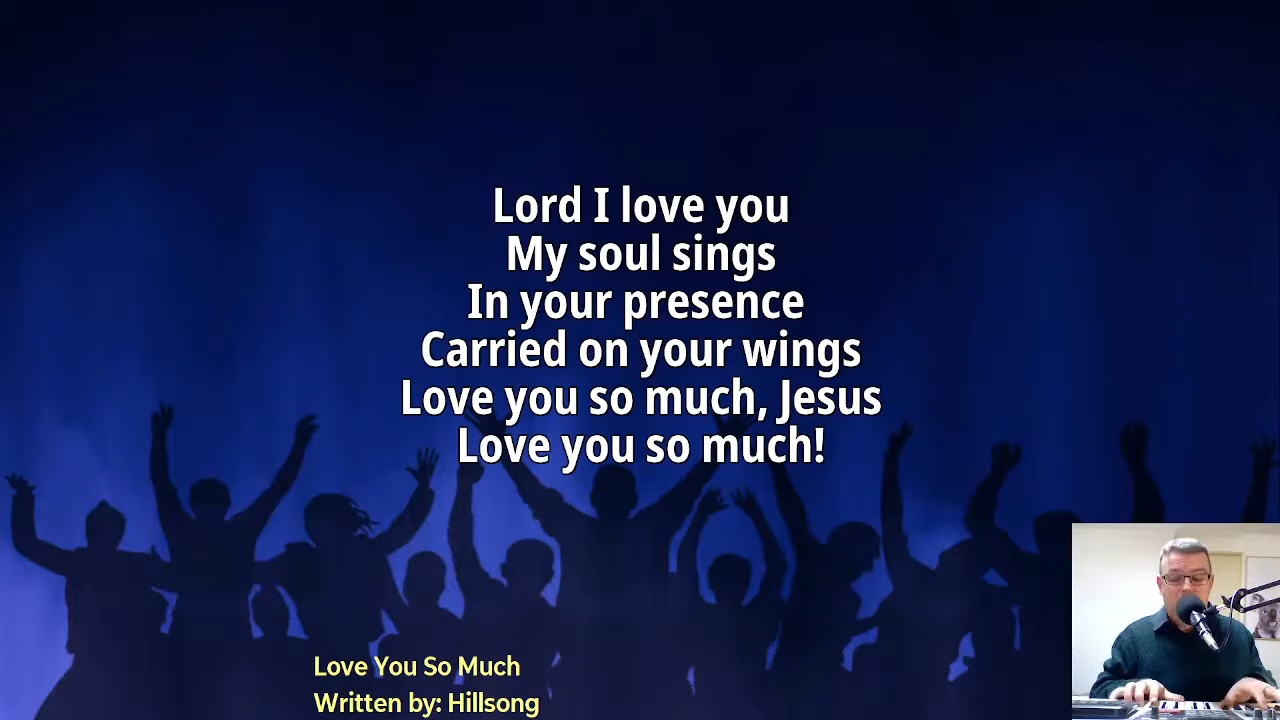 Lord I love you
My soul sings
In your presence
Carried on your wings
Love you so much, Jesus
Love you so much!
Love You So Much
Written by: Hillsong